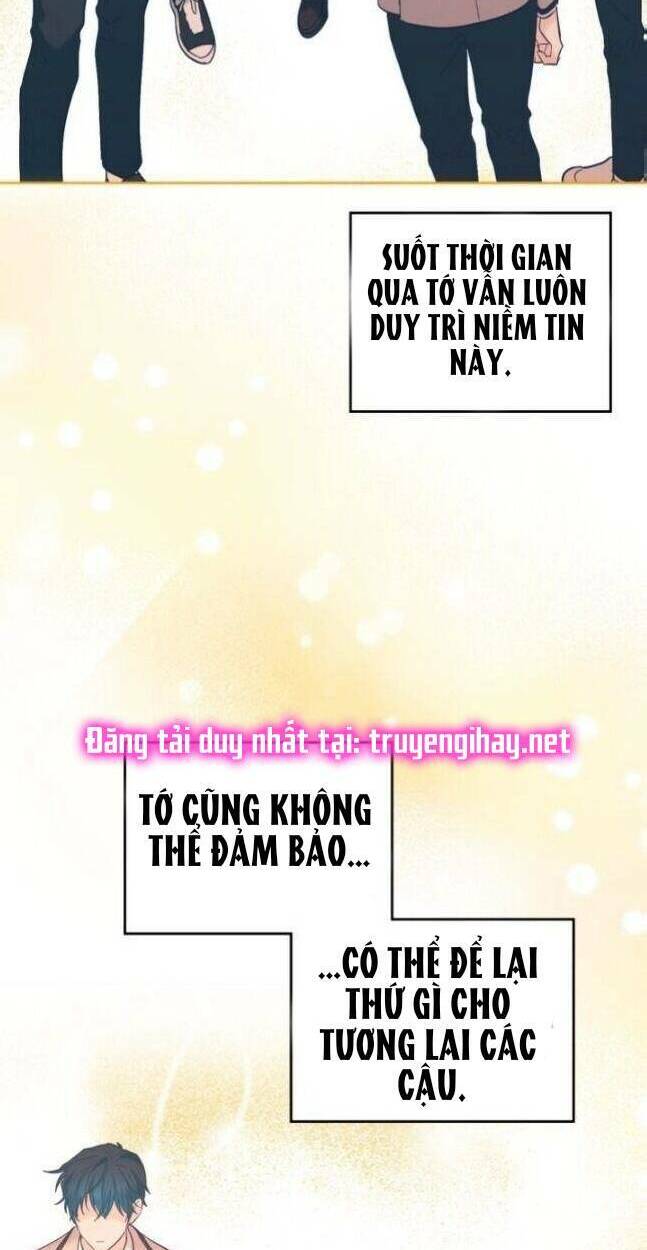 SUỐT THỜI GIAN
QUA TỚ VẪN LUÔN
DUY TRÌ NIỀM TIN
NÀY.
Đăng tải duy nhất tại: truyengihay.net
TỚ CŨNG KHÔNG
THỂ ĐẢM BẢO...
...CÓ THỂ ĐỂ LẠI
THỨ GÌ CHO
TƯƠNG LAI CÁC
CẬU.